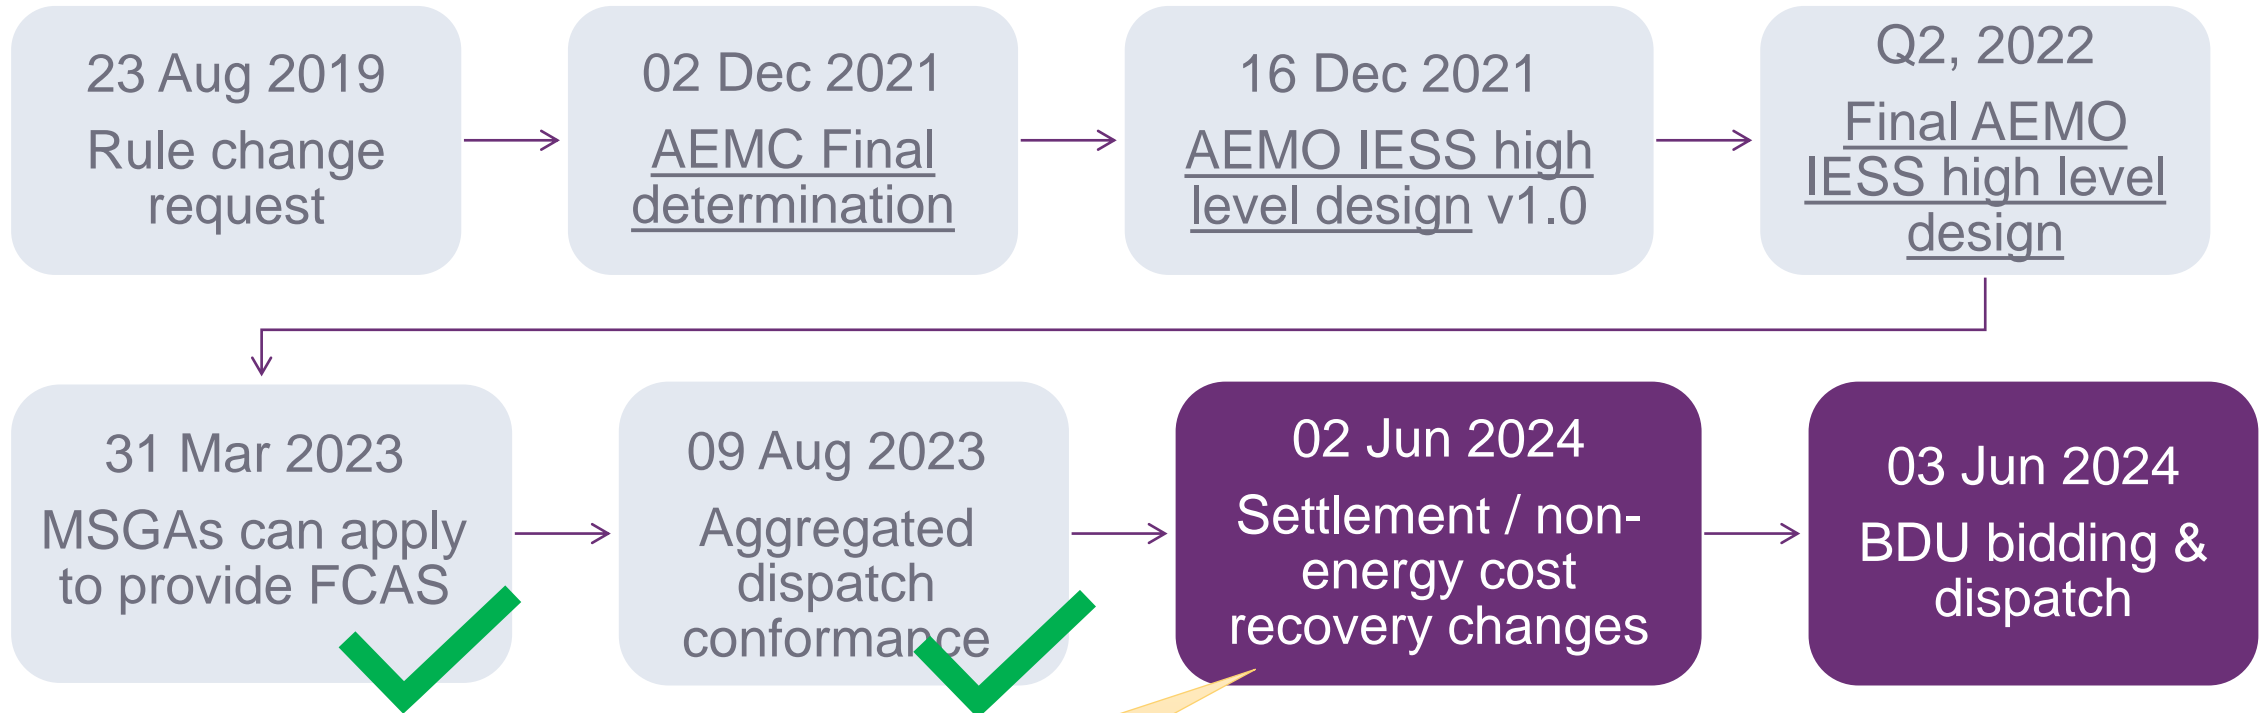 23 Aug 2019
Rule change
request
02 Dec 2021
AEMC Final
determination
16 Dec 2021
AEMO IESS high
level design v1.0
Q2, 2022
Final AEMO
IESS high level
design
31 Mar 2023
MSGAs can apply
to provide FCAS
09 Aug 2023
Aggregated
dispatch
conformance
02 Jun 2024
Settlement / non-
energy cost
recovery changes
03 Jun 2024
BDU bidding &
dispatch